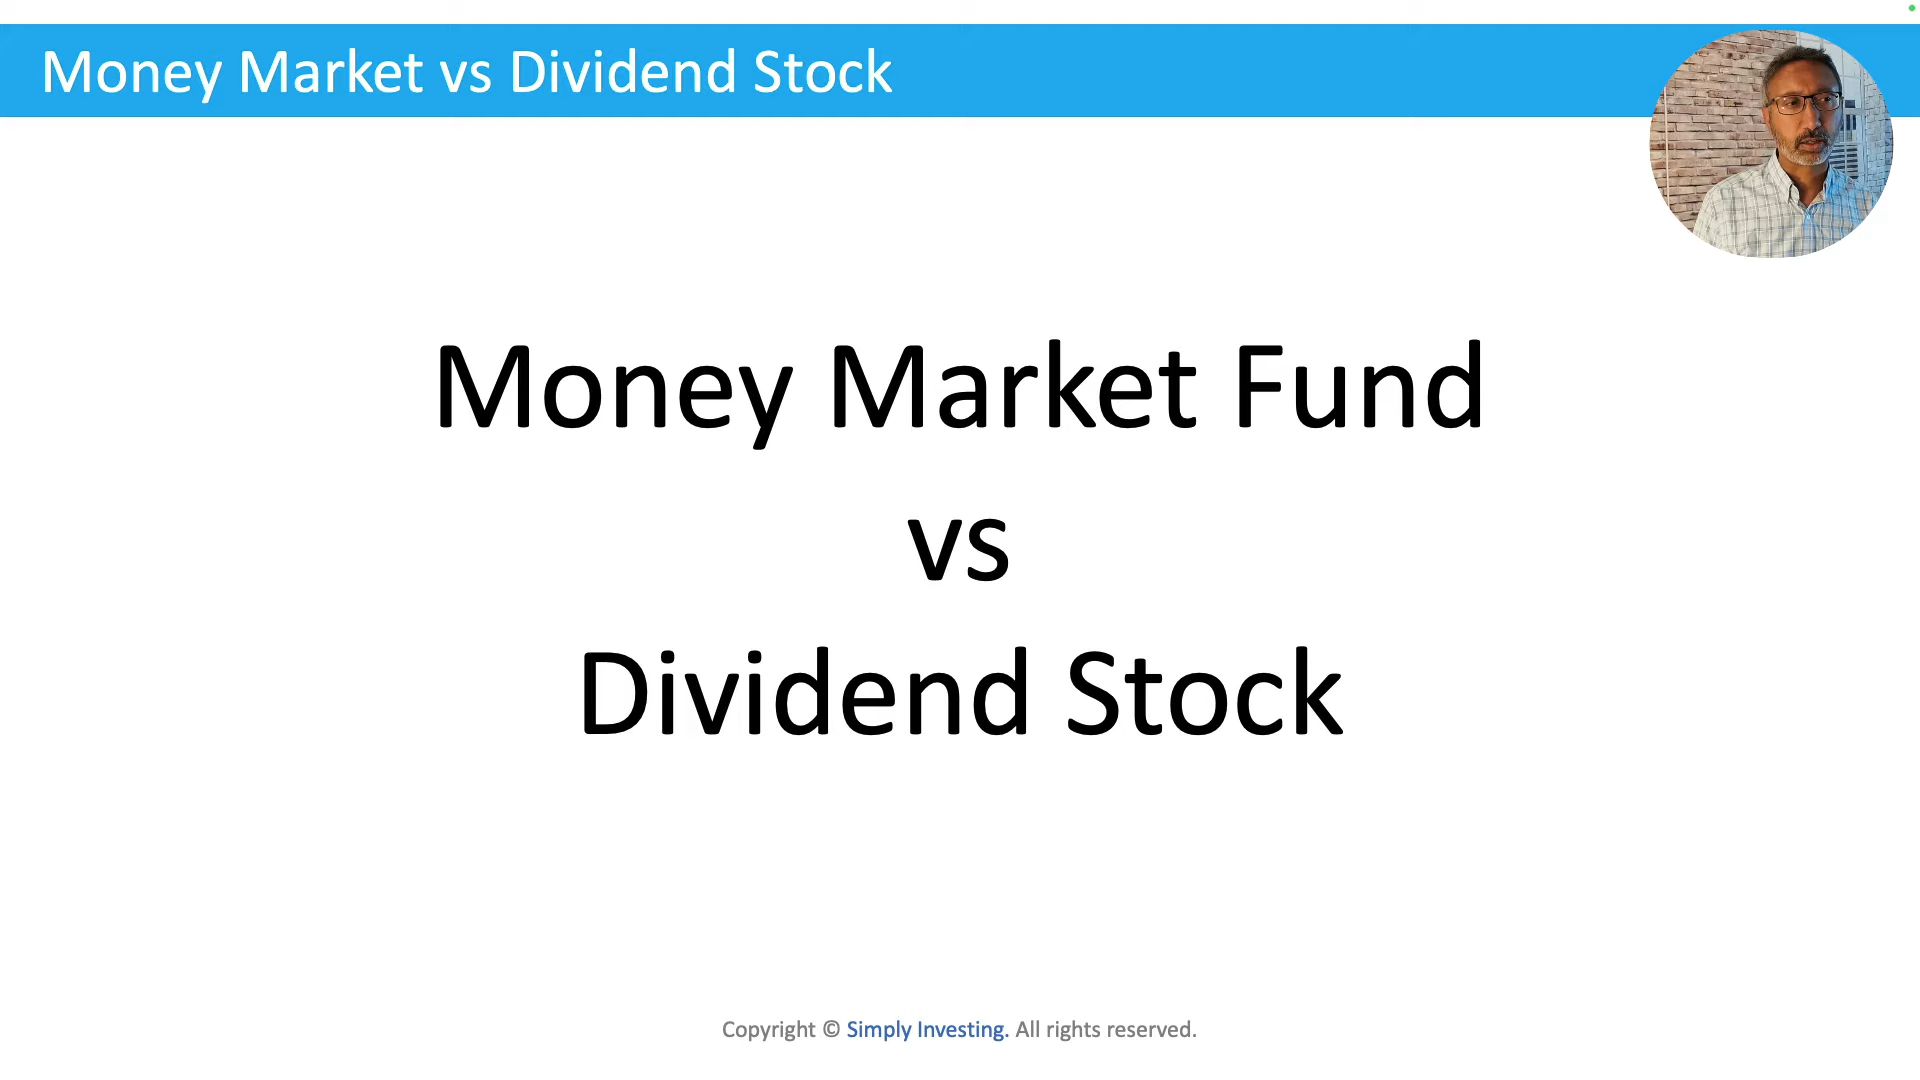 Money Market vs Dividend Stock
Money Market Fund
vs
Dividend Stock
Copyright © Simply Investing. All rights reserved.